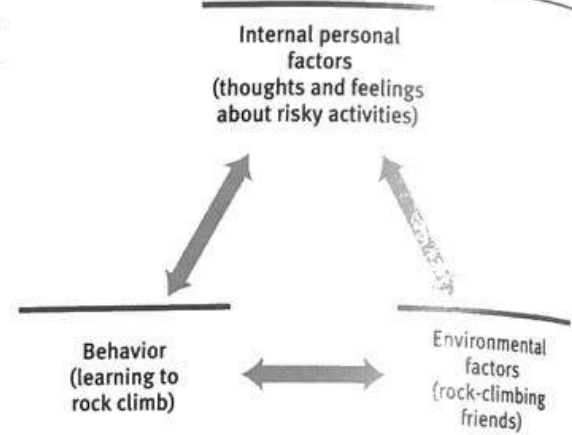 Internal personal
factors
(thoughts and feelings
about risky activities)
Behavior
(learning to
rock climb)
Environmental
factors
(rock-climbing
friends)